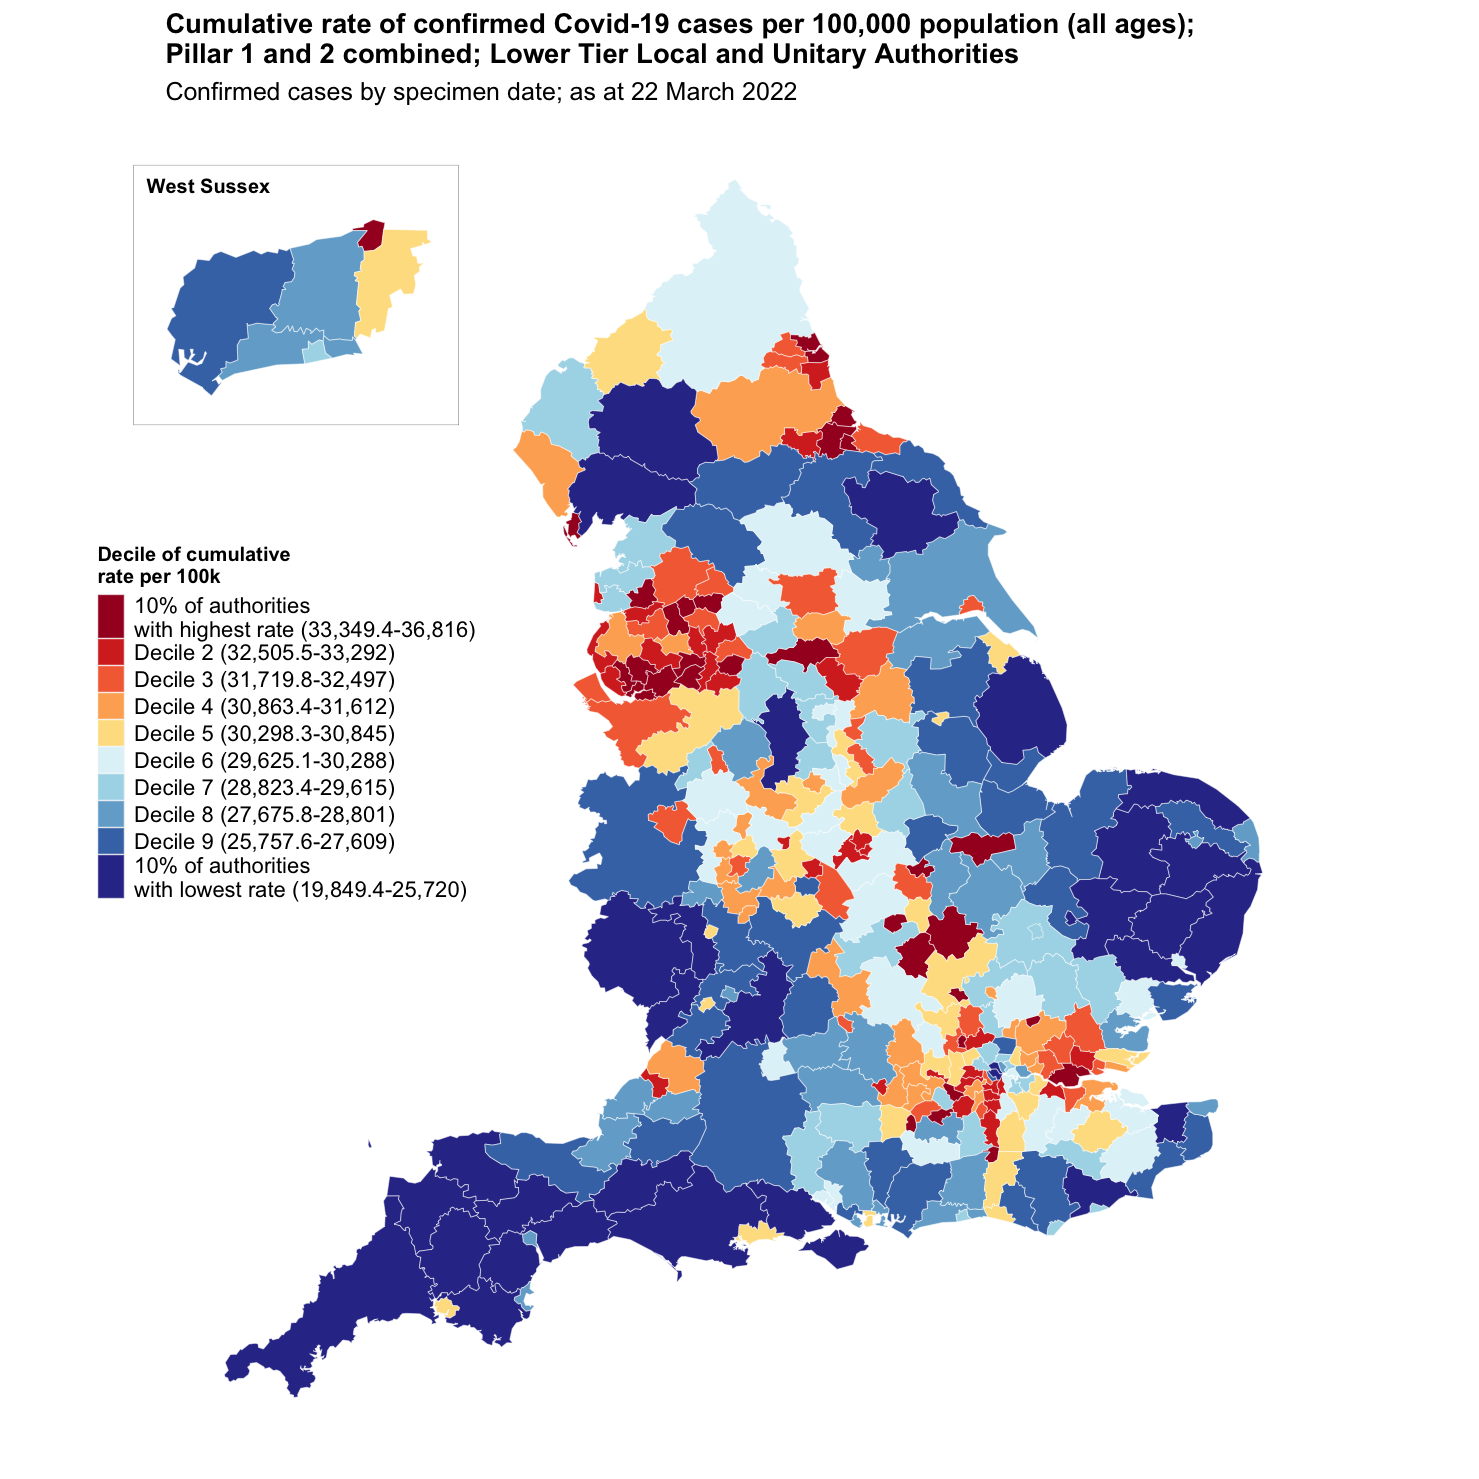 Cumulative rate of confirmed Covid-19 cases per 100,000 population (all ages);
Pillar 1 and 2 combined; Lower Tier Local and Unitary Authorities
Confirmed cases by specimen date; as at 22 March 2022
West Sussex
Decile of cumulative
rate per 100k
10% of authorities
with highest rate (33,349.4-36,816)
Decile 2 (32,505.5-33,292)
Decile 3 (31,719.8-32,497)
Decile 4 (30,863.4-31,612)
Decile 5 (30,298.3-30,845)
Decile 6 (29,625.1-30,288)
Decile 7 (28,823.4-29,615)
Decile 8 (27,675.8-28,801)
Decile 9 (25,757.6-27,609)
10% of authorities
with lowest rate (19,849.4-25,720)